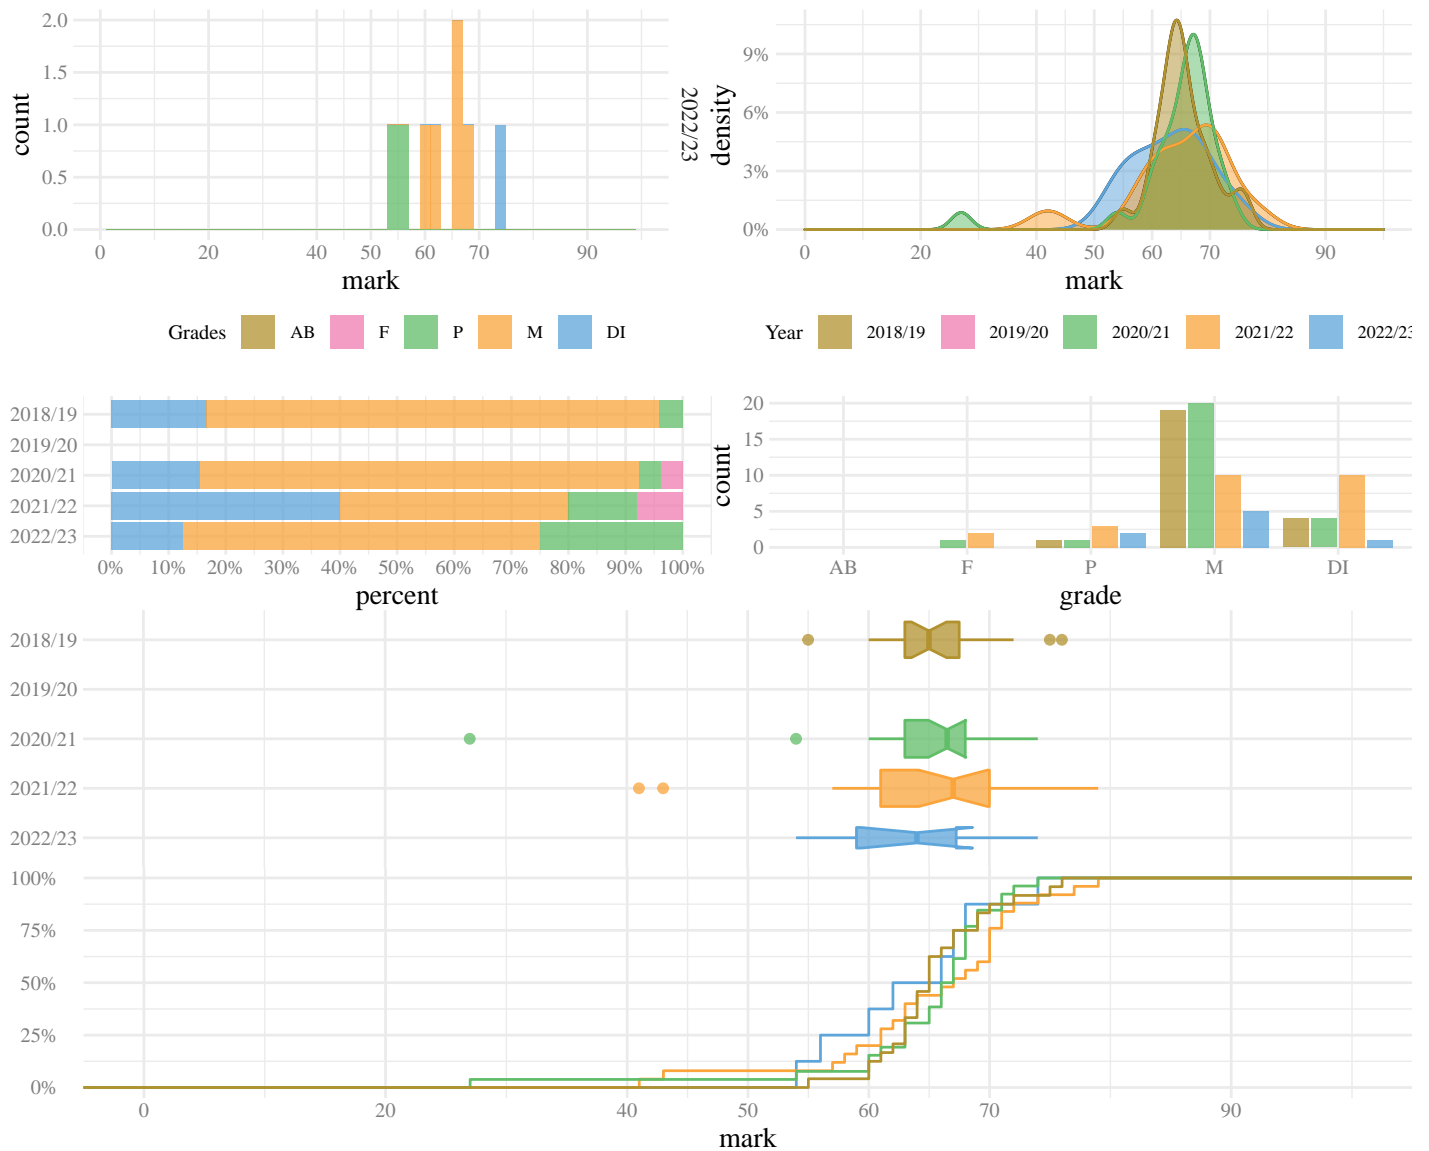 2.0
1.5
1.0
0.5
0.0
count
0 20 40 50 60 70 90
mark
2022/23
9%
6%
3%
0%
density
0 20 40 50 60 70 90
mark
Grades AB F P M DI
Year 2018/19 2019/20 2020/21 2021/22 2022/23
2018/19
2019/20
2020/21
2021/22
2022/23
0% 10% 20% 30% 40% 50% 60% 70% 80% 90% 100%
percent
20
15
10
5
0
count
AB F P M DI
grade
2018/19
2019/20
2020/21
2021/22
2022/23
100%
75%
50%
25%
0%
0 20 40 50 60 70 90
mark